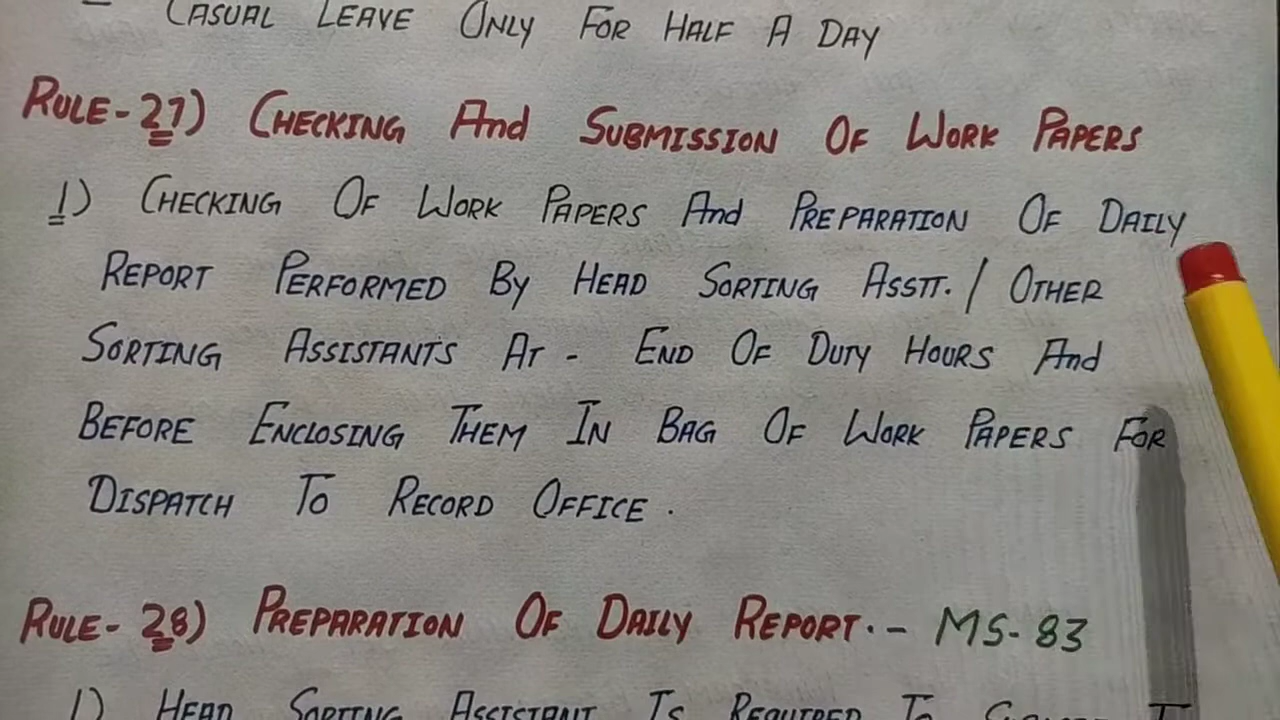 - CASUAL LEAVE ONLY FOR HALF A DAY
RULE-27) CHECKING And SUBMISSION OF WORK PAPERS
1) CHECKING OF WORK PAPERS And PREPARATION OF DAILY
REPORT PERFORMED By HEAD SORTING ASSTT. / OTHER
SORTING ASSISTANTS AT - END OF DUTY HOURS And
BEFORE ENCLOSING THEM IN BAG OF WORK PAPERS FOR
DISPATCH TO RECORD OFFICE.
RULE-28) PREPARATION OF DAILY REPORT.- MS-83
1) HEAD SORTING ASSISTANT IS REQUIRED TO